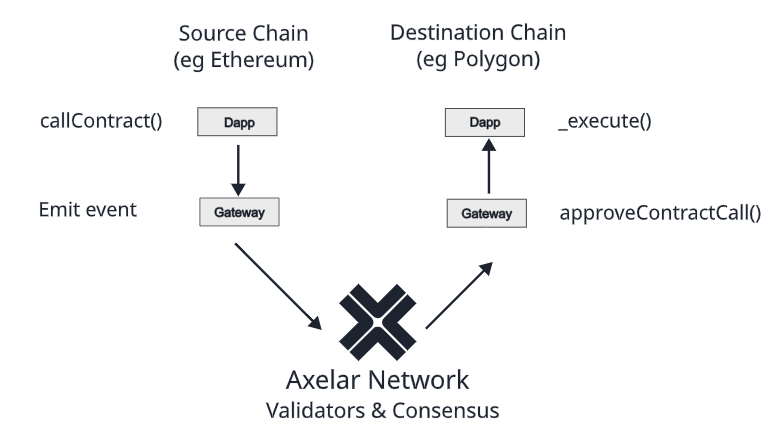 Source Chain
(eg Ethereum)
Destination Chain
(eg Polygon)
callContract()
Dapp
Dapp
_execute()
Emit event
Gateway
Gateway
approveContractCall()
Axelar Network
Validators & Consensus